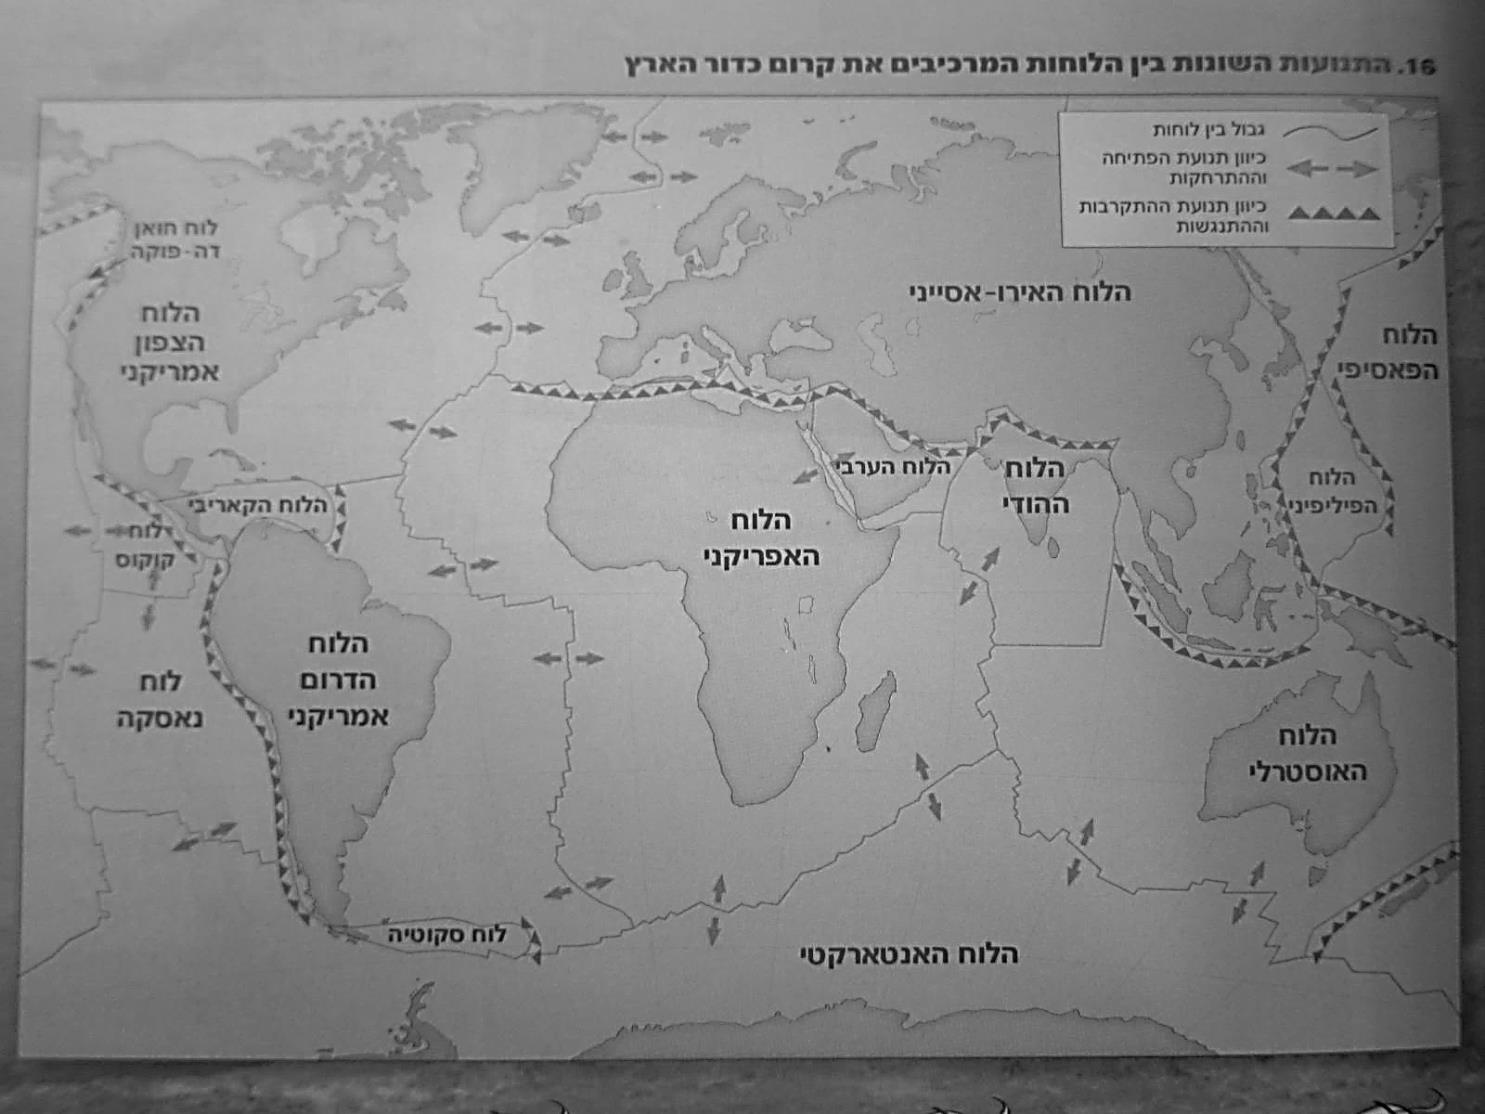 16. התנועות השונות בין הלוחות המרכיבים את קרום כדור הארץ
גבול בין לוחות
כיוון תנועת הפתיחה
וההתרחקות
כיוון תנועת ההתקרבות
וההתנגשות
לוח חואן
דה-פוקה
הלוח
הצפון
אמריקני
הלוח האירו-אסייני
הלוח
הפאסיפי
הלוח הקאריבי
לוח
קוקוס
הלוח
האפריקני
הלוח הערבי
הלוח
ההודי
הלוח
הפיליפיני
לוח
נאסקה
הלוח
הדרום
אמריקני
הלוח
האוסטרלי
לוח סקוטיה
הלוח האנטארקטי